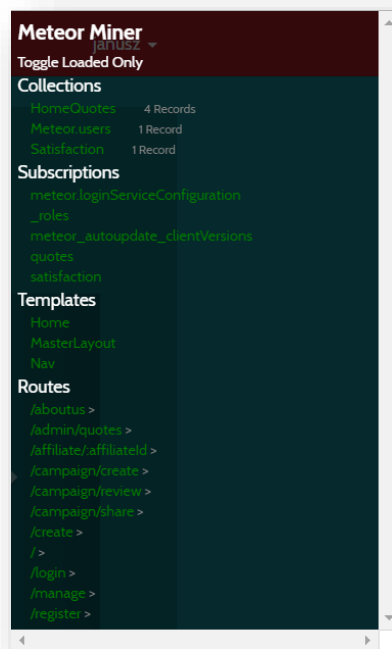 Meteor Miner
janusz
Toggle Loaded Only
Collections
HomeQuotes 4 Records
Meteor.users 1 Record
Satisfaction 1 Record
Subscriptions
meteor.loginServiceConfiguration
_roles
meteor_autoupdate_clientVersions
quotes
satisfaction
Templates
Home
MasterLayout
Nav
Routes
/aboutus >
/admin/quotes >
/affiliate/:affiliateId >
/campaign/create >
/campaign/review >
/campaign/share >
/create >
/ >
/login >
/manage >
/register >